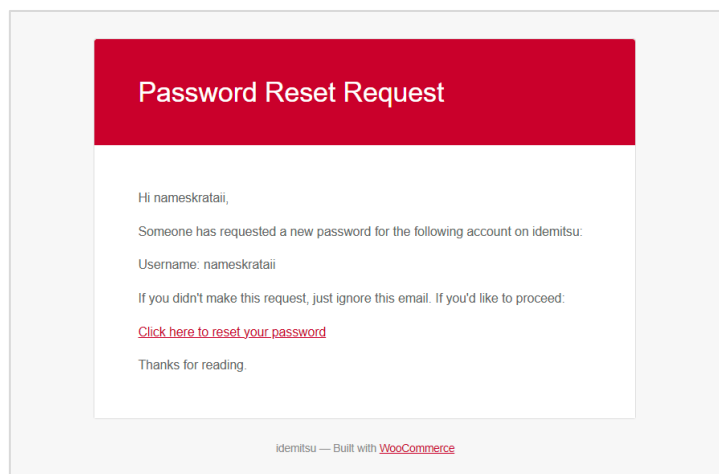 Password Reset Request
Hi nameskrataii,
Someone has requested a new password for the following account on idemitsu:
Username: nameskrataii
If you didn't make this request, just ignore this email. If you'd like to proceed:
Click here to reset your password
Thanks for reading.
idemitsu — Built with WooCommerce